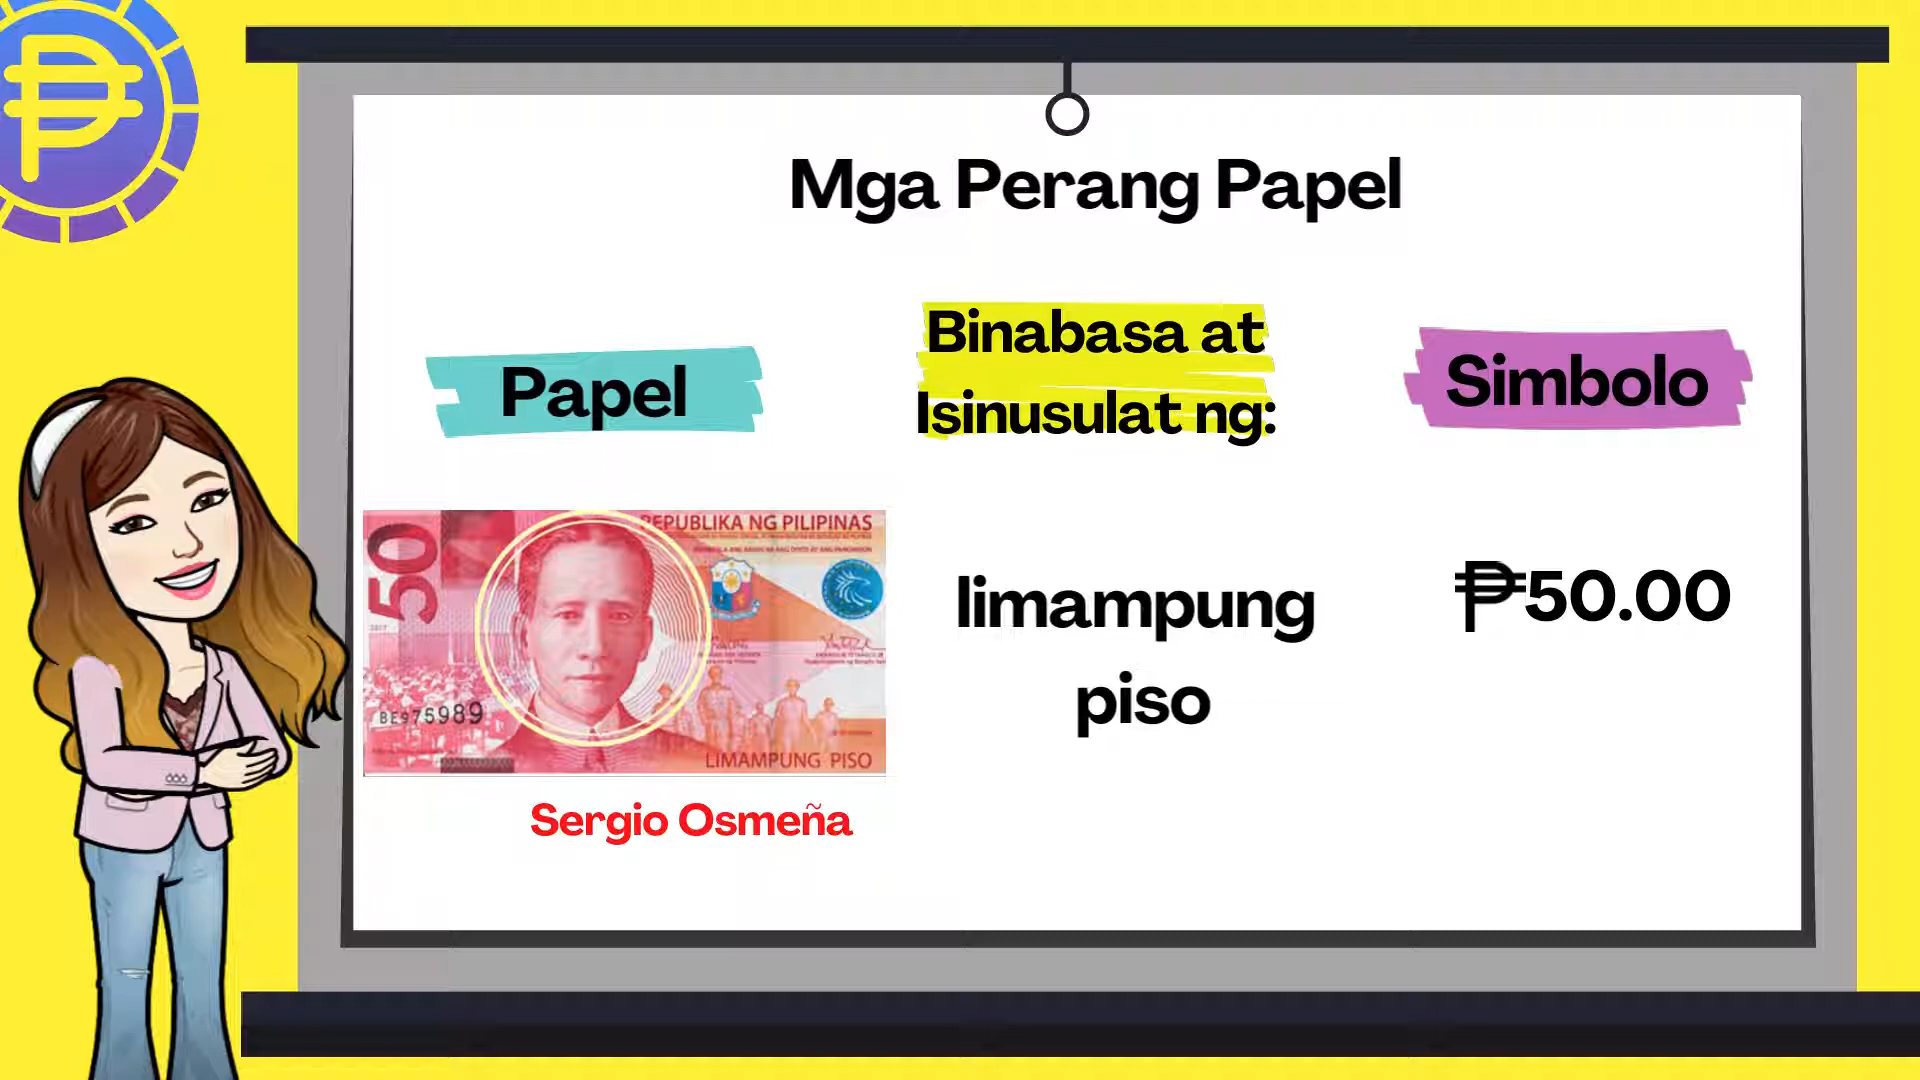 Mga Perang Papel
Papel
Binabasa at
Isinusulat ng:
Simbolo
50
REPUBLIKA NG PILIPINAS
2017
BE975989
LIMAMPUNG PISO
limampung
piso
₱50.00
Sergio Osmeña